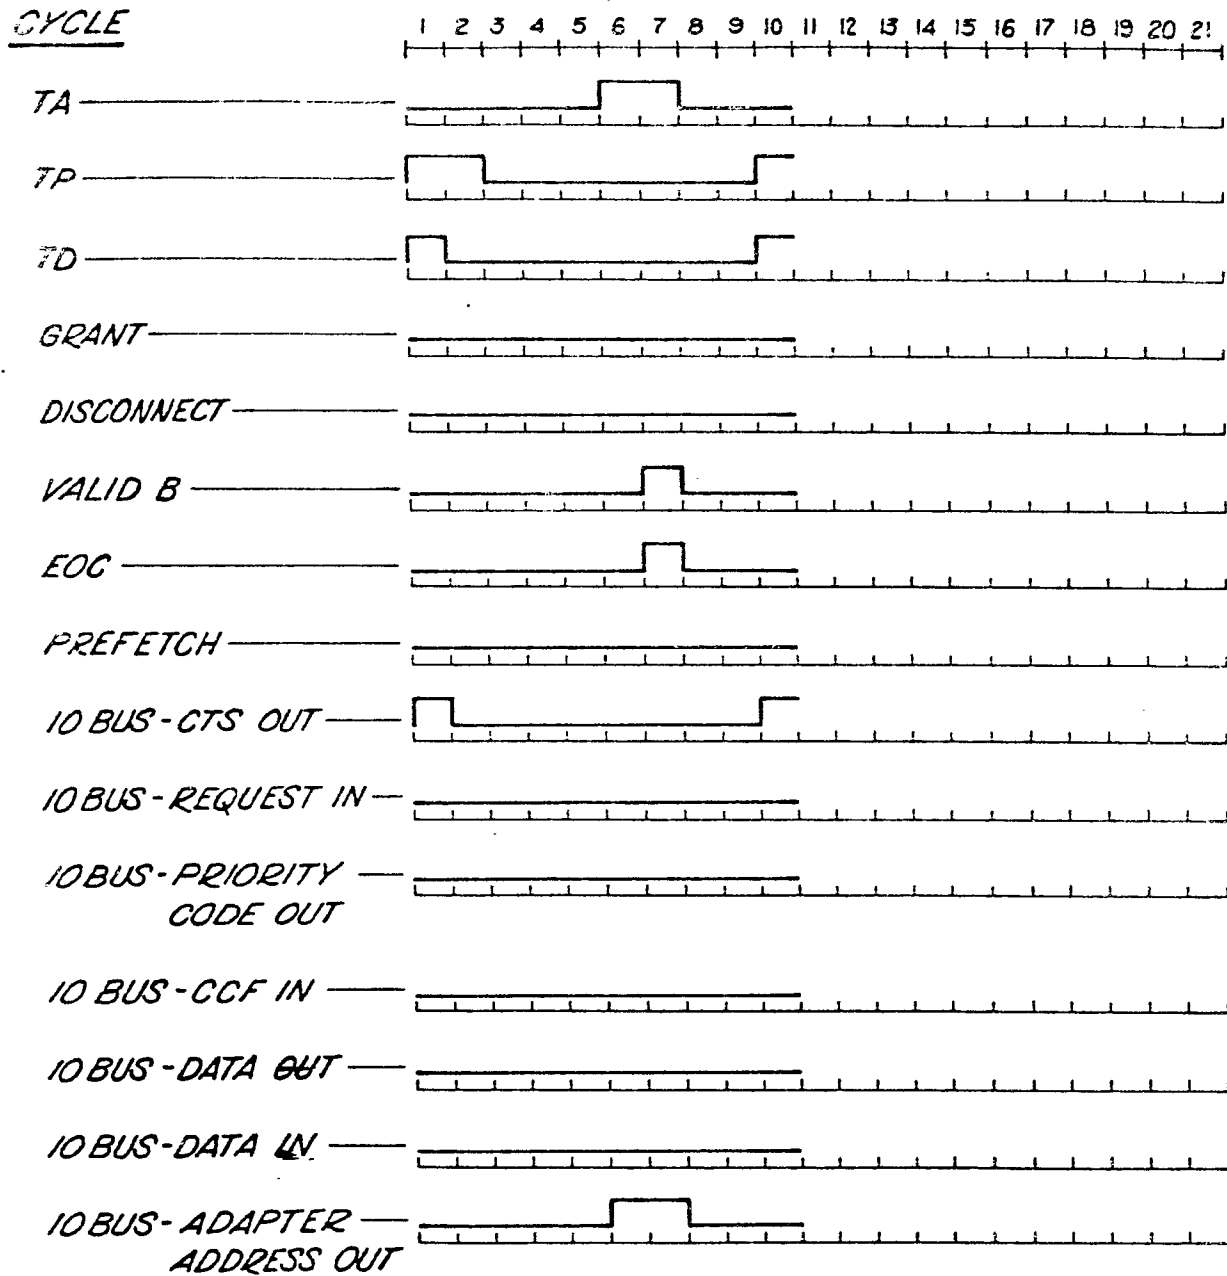 CYCLE
1 2 3 4 5 6 7 8 9 10 11 12 13 14 15 16 17 18 19 20 21
TA
TP
TD
GRANT
DISCONNECT
VALID B
EOC
PREFETCH
IO BUS-CTS OUT
IO BUS-REQUEST IN
IO BUS-PRIORITY
CODE OUT
IO BUS-CCF IN
IO BUS-DATA OUT
IO BUS-DATA IN
IO BUS-ADAPTER
ADDRESS OUT